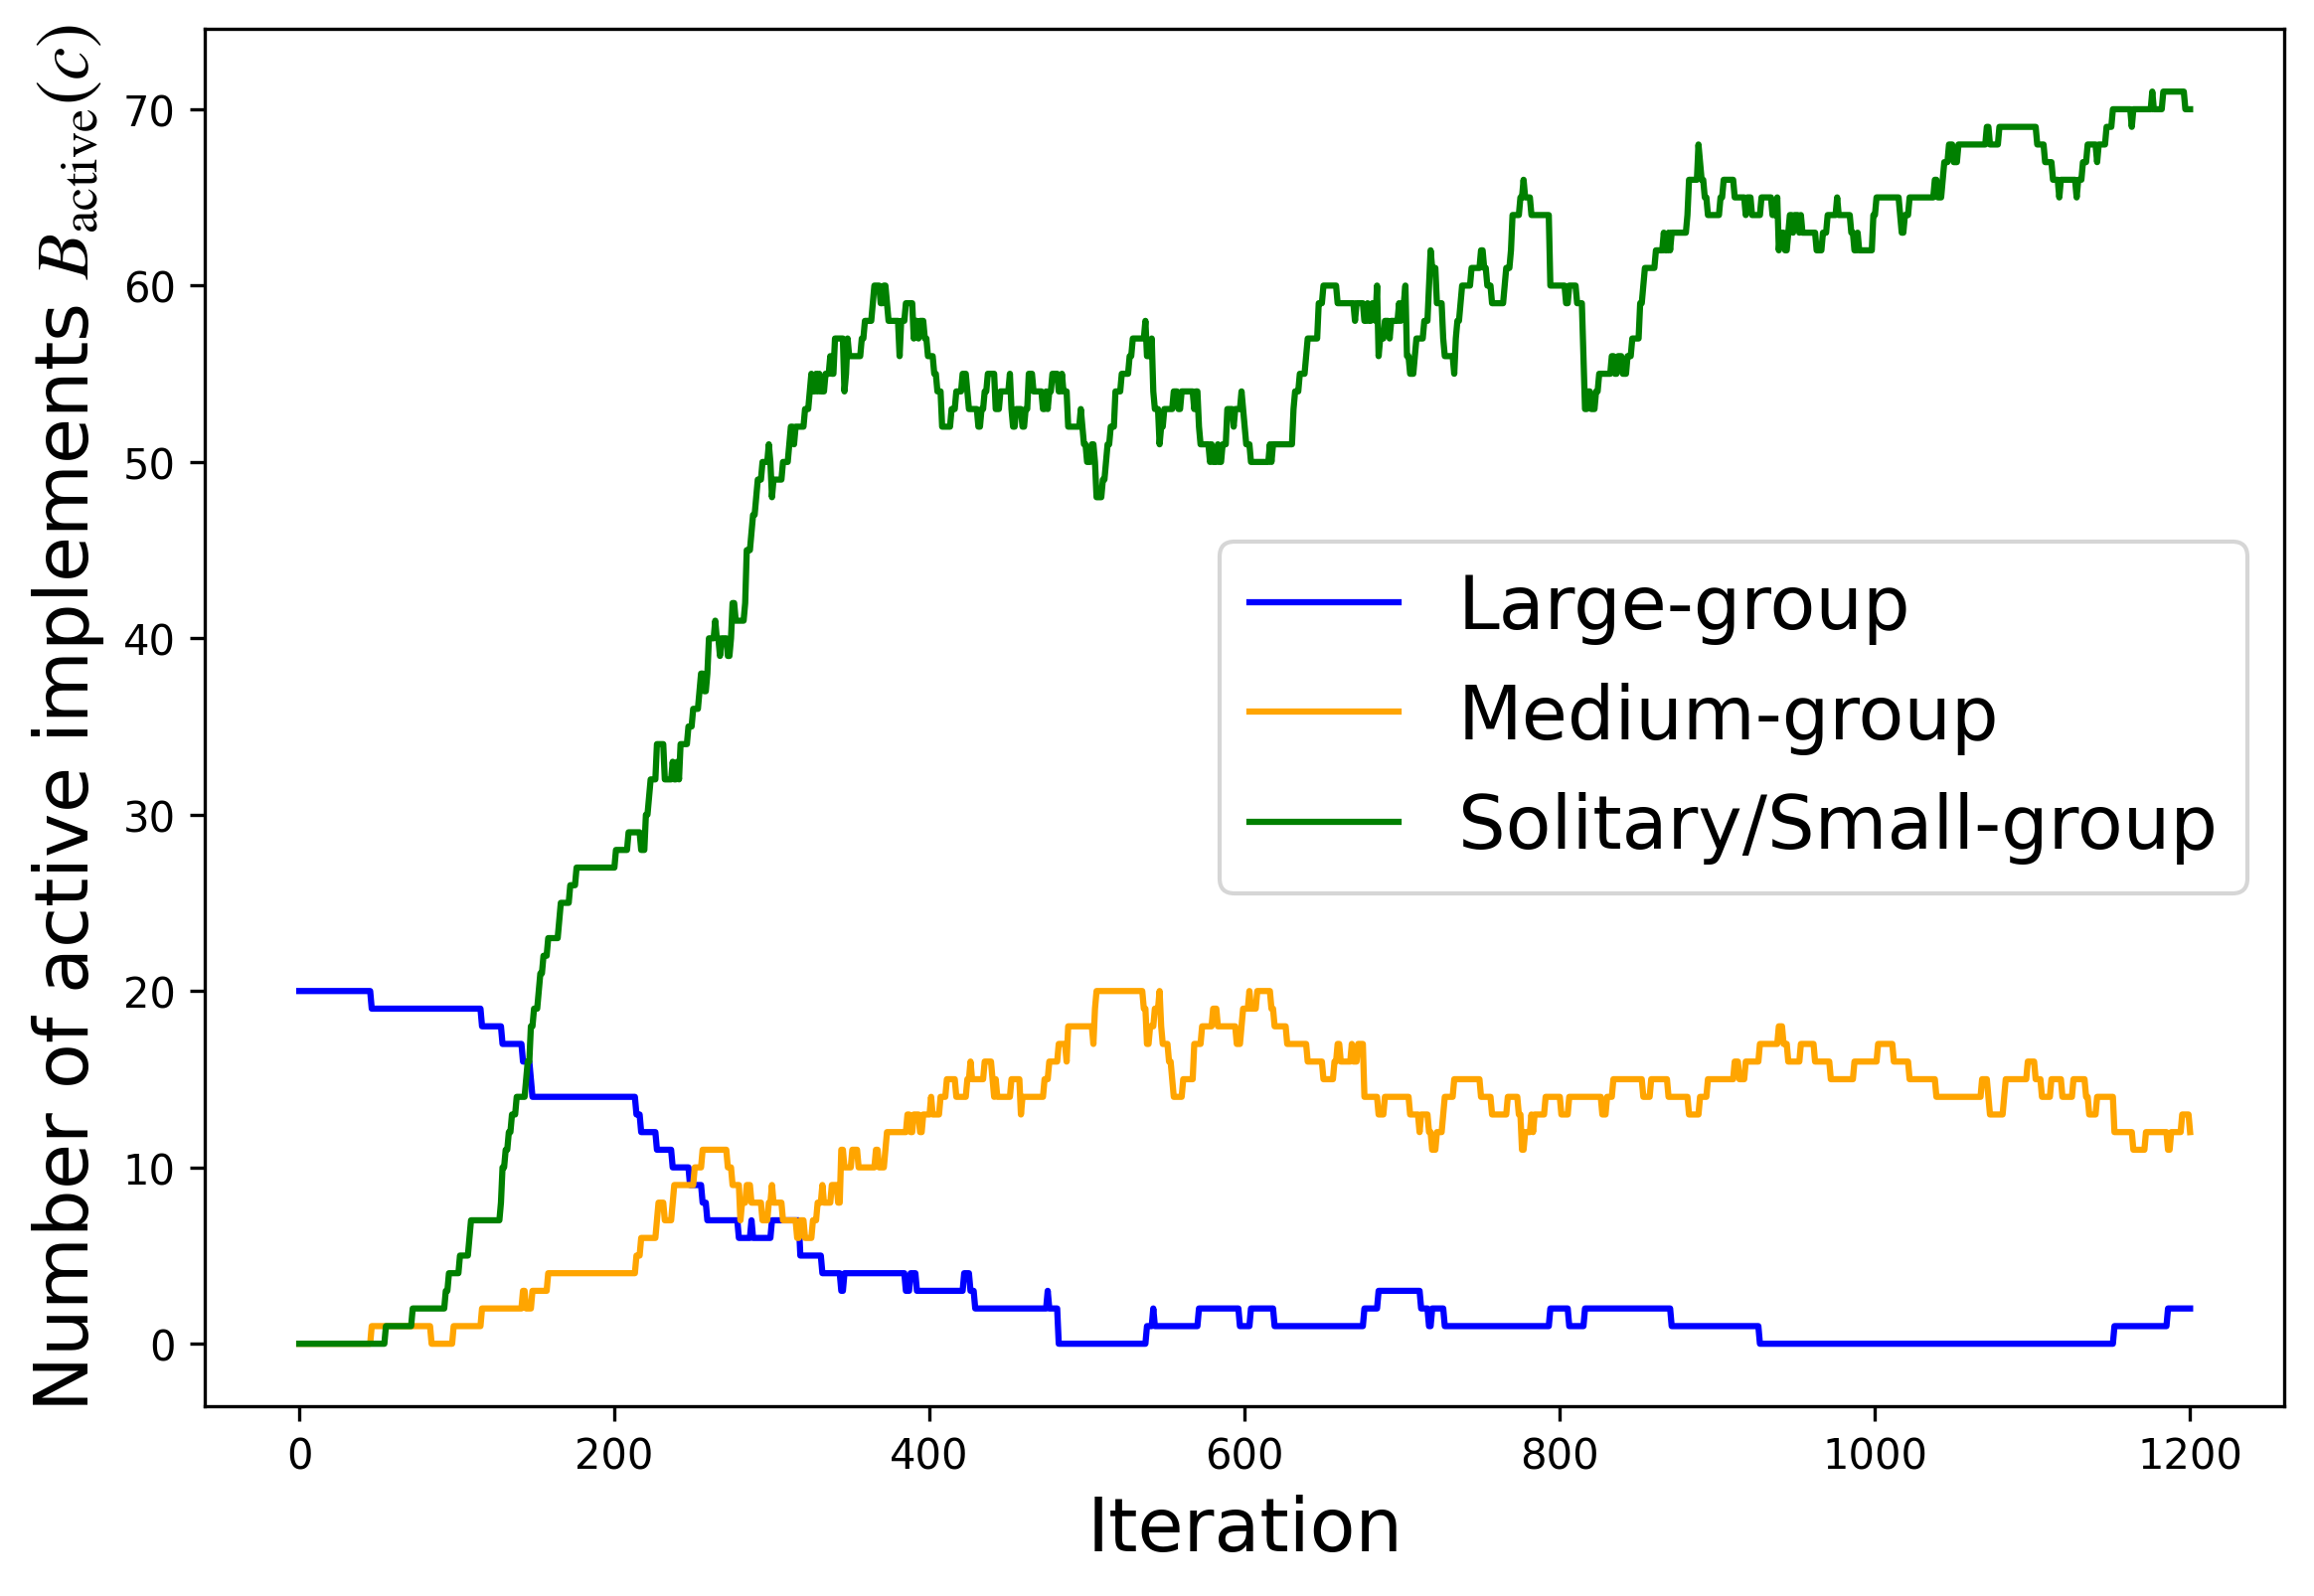 Number of active implements B_active(c)
70
60
50
40
30
20
10
0
Large-group
Medium-group
Solitary/Small-group
0 200 400 600 800 1000 1200
Iteration